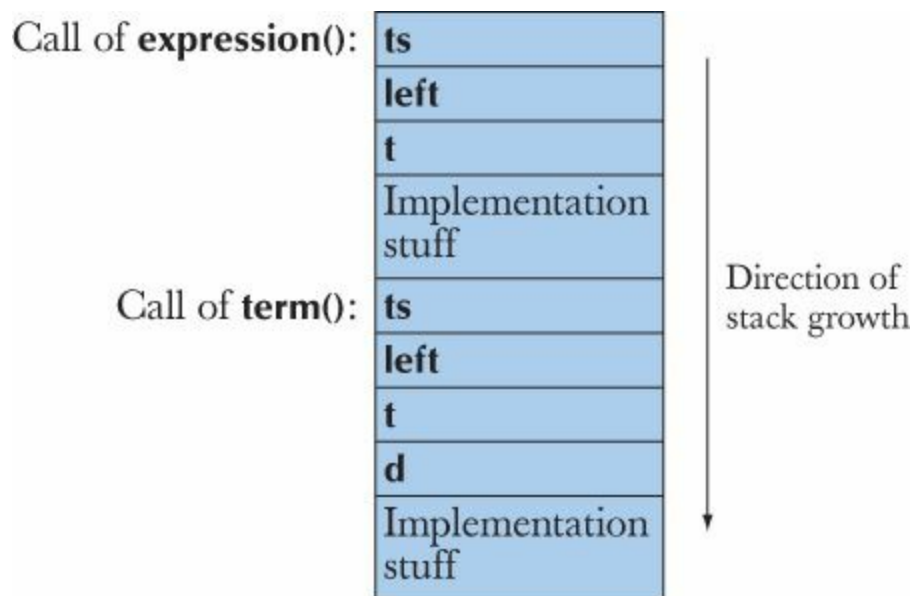 Call of expression(): ts
left
t
Implementation
stuff
Call of term(): ts
left
t
d
Implementation
stuff
Direction of
stack growth